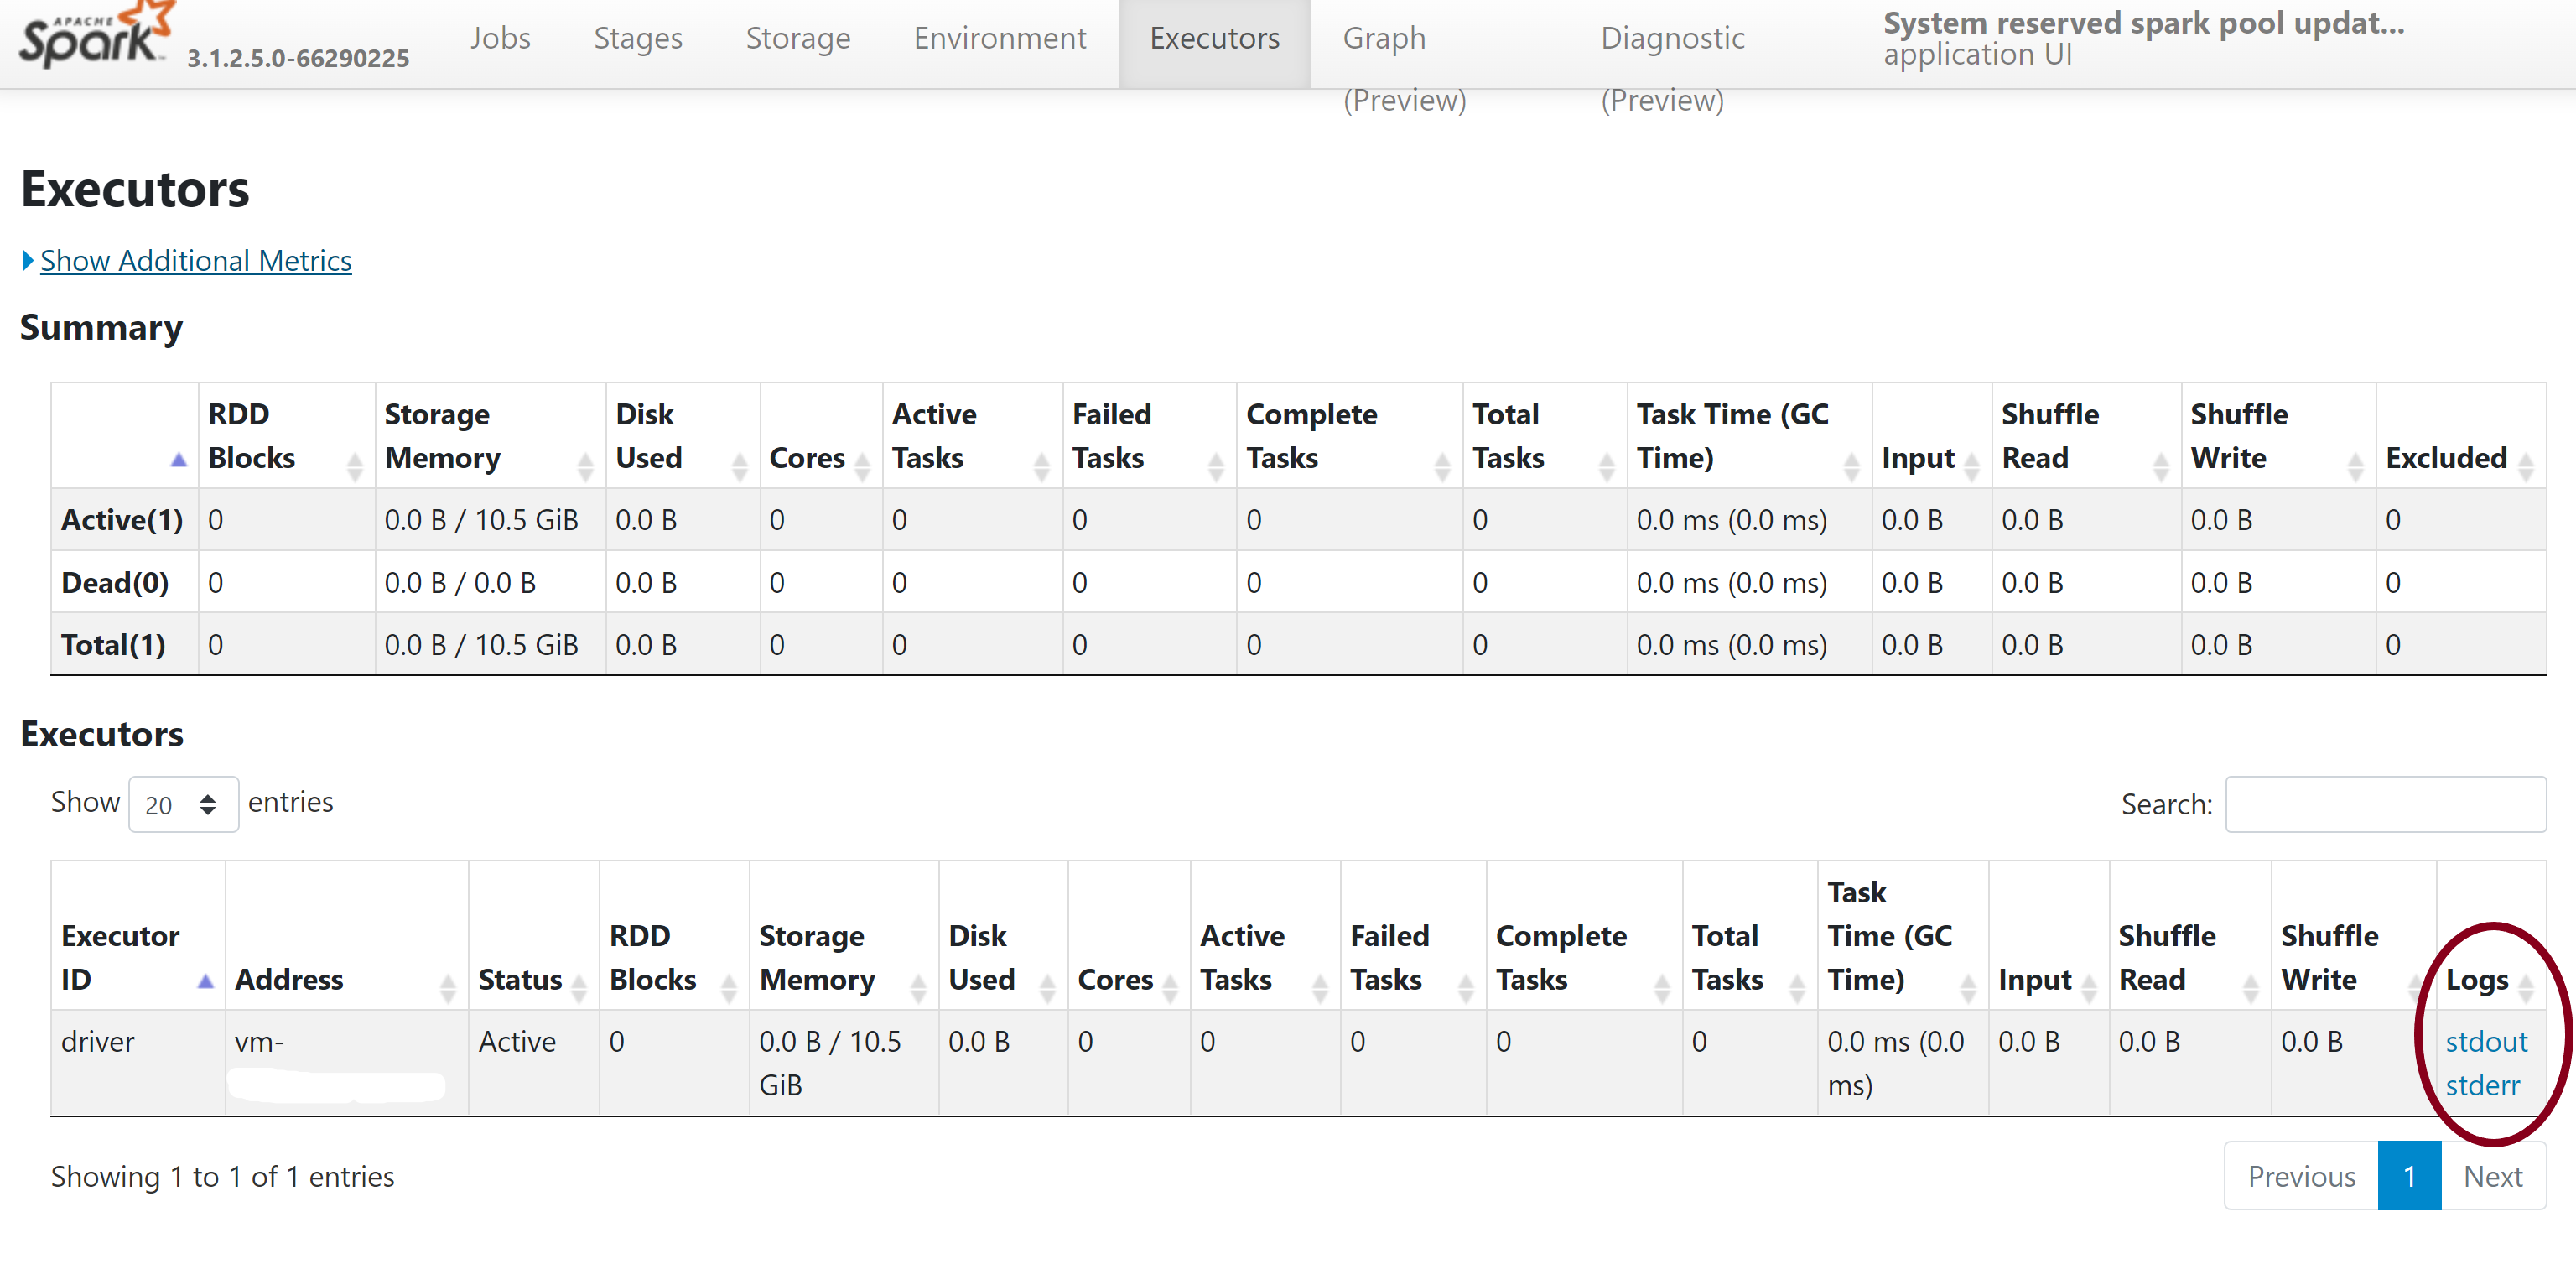 APACHE
Spark 3.1.2.5.0-66290225
Jobs
Stages
Storage
Environment
Executors
Graph
(Preview)
Diagnostic
(Preview)
System reserved spark pool updat...
application UI
Executors
Show Additional Metrics
Summary
RDD Blocks Storage Memory Disk Used Cores Active Tasks Failed Tasks Complete Tasks Total Tasks Task Time (GC Time) Input Shuffle Read Shuffle Write Excluded
Active(1) 0 0.0 B / 10.5 GiB 0.0 B 0 0 0 0 0 0.0 ms (0.0 ms) 0.0 B 0.0 B 0.0 B 0
Dead(0) 0 0.0 B / 0.0 B 0.0 B 0 0 0 0 0 0.0 ms (0.0 ms) 0.0 B 0.0 B 0.0 B 0
Total(1) 0 0.0 B / 10.5 GiB 0.0 B 0 0 0 0 0 0.0 ms (0.0 ms) 0.0 B 0.0 B 0.0 B 0
Executors
Show 20 entries
Search:
Executor ID Address Status RDD Blocks Storage Memory Disk Used Cores Active Tasks Failed Tasks Complete Tasks Total Tasks Task Time (GC Time) Input Shuffle Read Shuffle Write Logs
driver vm- Active 0 0.0 B / 10.5 GiB 0.0 B 0 0 0 0 0 0.0 ms (0.0 ms) 0.0 B 0.0 B 0.0 B stdout
stderr
Showing 1 to 1 of 1 entries
Previous 1 Next